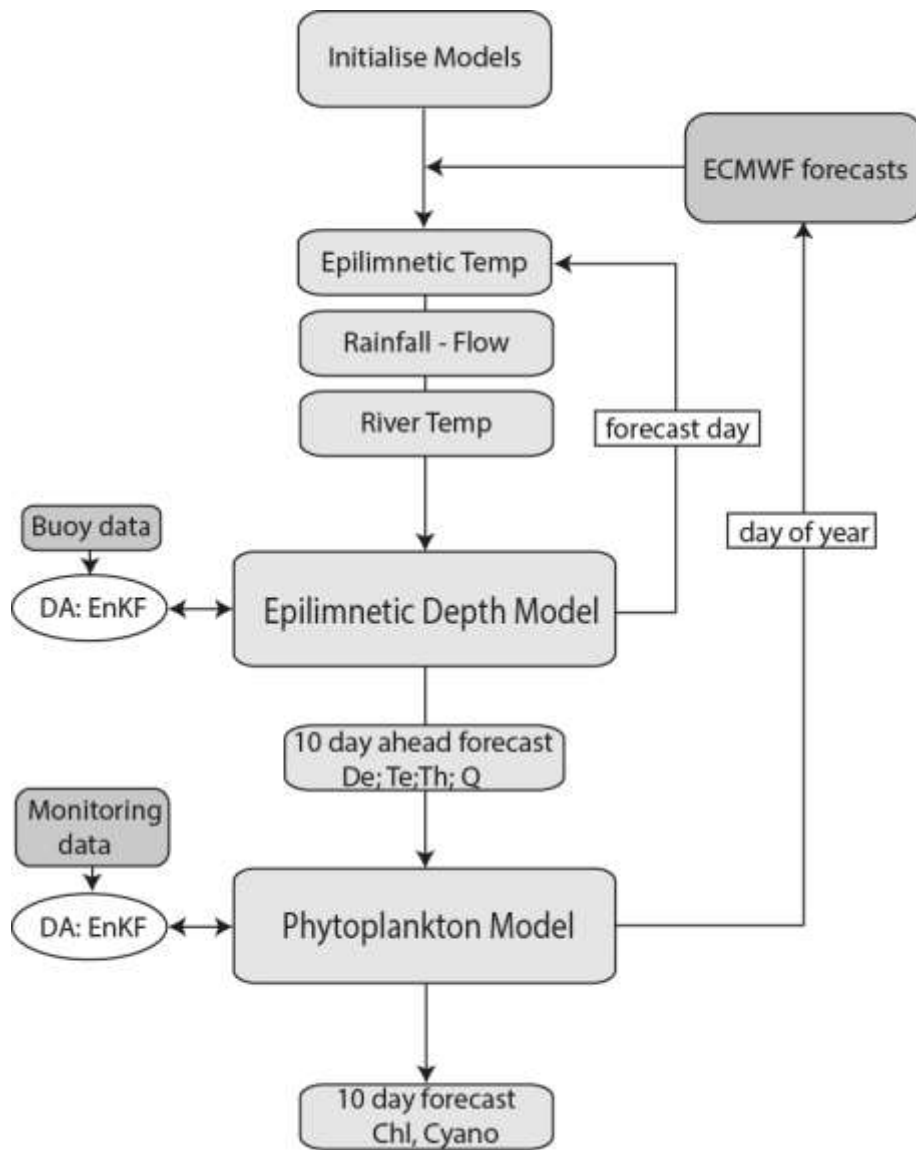 Initialise Models
ECMWF forecasts
Epilimnetic Temp
Rainfall - Flow
River Temp
forecast day
day of year
Buoy data
DA: EnKF
Epilimnetic Depth Model
10 day ahead forecast
De; Te;Th; Q
Monitoring
data
DA: EnKF
Phytoplankton Model
10 day forecast
Chl, Cyano